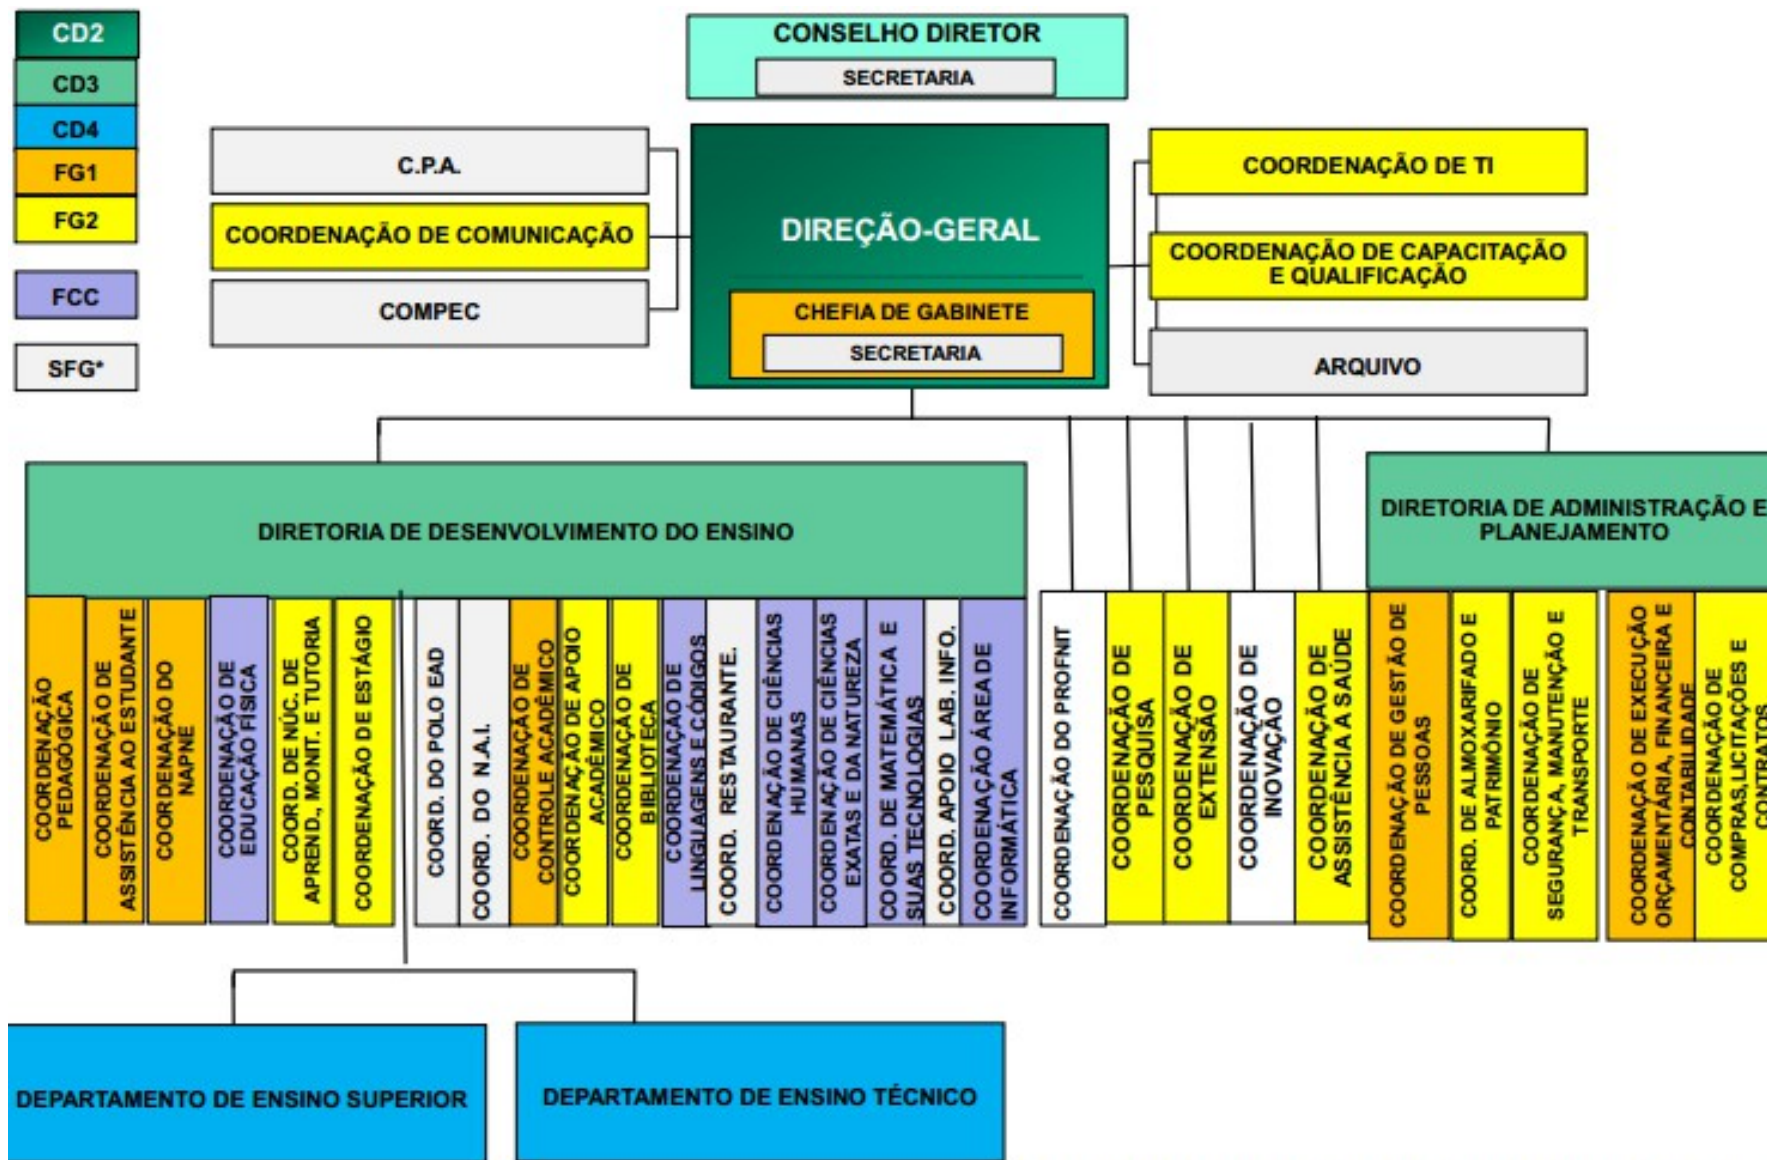 CD2
CD3
CD4
FG1
FG2
FCC
SFG*
CONSELHO DIRETOR
SECRETARIA
C.P.A.
COORDENAÇÃO DE COMUNICAÇÃO
COMPEC
DIREÇÃO-GERAL
CHEFIA DE GABINETE
SECRETARIA
COORDENAÇÃO DE TI
COORDENAÇÃO DE CAPACITAÇÃO
E QUALIFICAÇÃO
ARQUIVO
DIRETORIA DE DESENVOLVIMENTO DO ENSINO
DIRETORIA DE ADMINISTRAÇÃO E
PLANEJAMENTO
COORDENAÇÃO
PEDAGÓGICA
COORDENAÇÃO DE
ASSISTÊNCIA AO ESTUDANTE
COORDENAÇÃO DO
NAPNE
COORDENAÇÃO DE
EDUCAÇÃO FÍSICA
COORD. DE NÚC. DE
APREND., MONIT. E TUTORIA
COORDENAÇÃO DE ESTÁGIO
COORD. DO POLO EAD
COORD. DO N.A.I.
COORDENAÇÃO DE
CONTROLE ACADÊMICO
COORDENAÇÃO DE APOIO
ACADÊMICO
COORDENAÇÃO DE
BIBLIOTECA
COORDENAÇÃO DE
LINGUAGENS E CÓDIGOS
COORD. RESTAURANTE.
COORDENAÇÃO DE CIÊNCIAS
HUMANAS
COORDENAÇÃO DE CIÊNCIAS
EXATAS E DA NATUREZA
COORD. DE MATEMÁTICA E
SUAS TECNOLOGIAS
COORD. APOIO LAB. INFO.
COORDENAÇÃO ÁREA DE
INFORMÁTICA
COORDENAÇÃO DO PROFNIT
COORDENAÇÃO DE
PESQUISA
COORDENAÇÃO DE
EXTENSÃO
COORDENAÇÃO DE
INOVAÇÃO
COORDENAÇÃO DE
ASSISTÊNCIA A SAÚDE
COORDENAÇÃO DE GESTÃO DE
PESSOAS
COORD. DE ALMOXARIFADO E
PATRIMÔNIO
COORDENAÇÃO DE
SEGURANÇA, MANUTENÇÃO E
TRANSPORTE
COORDENAÇÃO DE EXECUÇÃO
ORÇAMENTÁRIA, FINANCEIRA E
CONTABILIDADE
COORDENAÇÃO DE
COMPRAS,LICITAÇÕES E
CONTRATOS
DEPARTAMENTO DE ENSINO SUPERIOR
DEPARTAMENTO DE ENSINO TÉCNICO